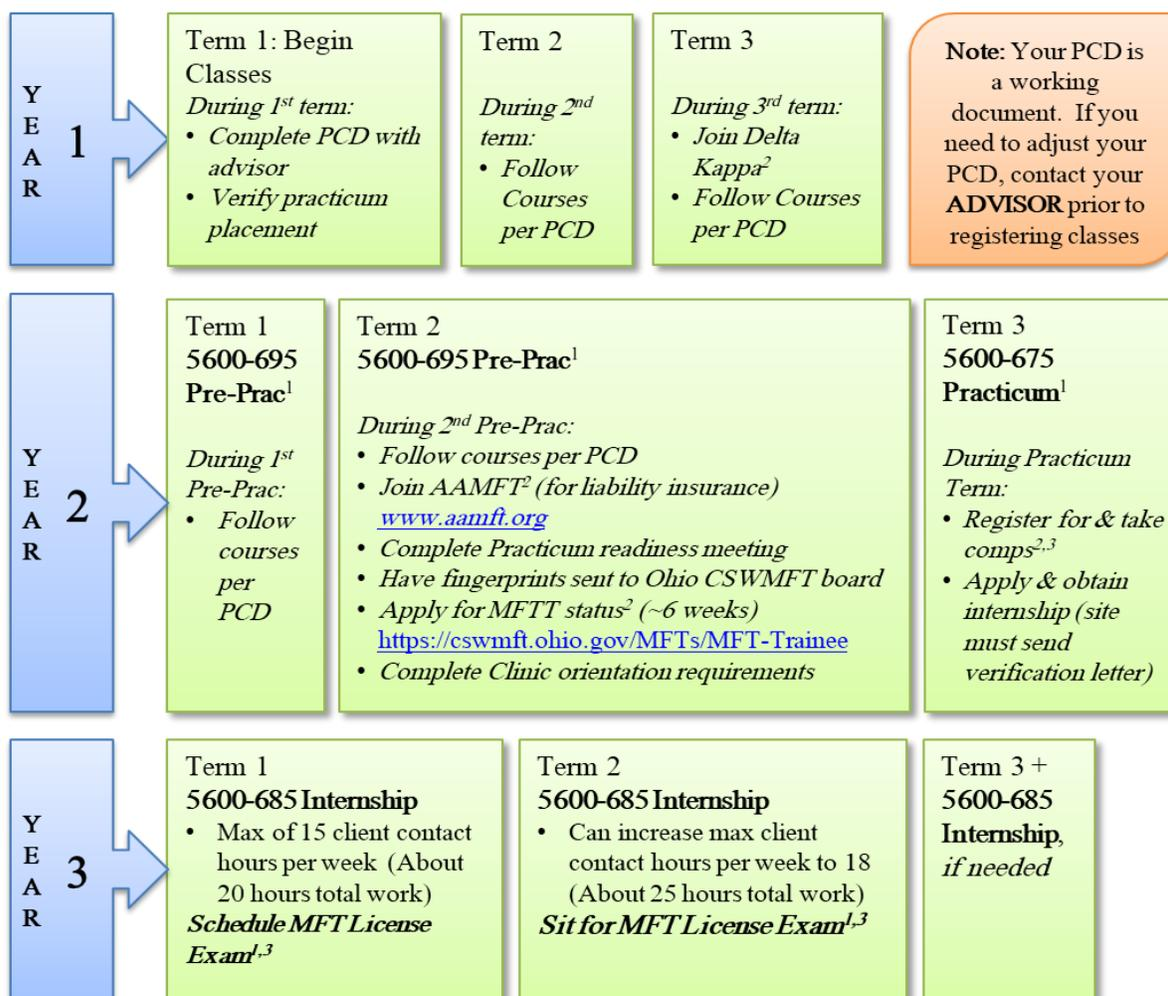 YEAR 1
Term 1: Begin
Classes
During 1st term:
• Complete PCD with
advisor
• Verify practicum
placement
Term 2
During 2nd
term:
• Follow
Courses
per PCD
Term 3
During 3rd term:
• Join Delta
Kappa2
• Follow Courses
per PCD
Note: Your PCD is
a working
document. If you
need to adjust your
PCD, contact your
ADVISOR prior to
registering classes
YEAR 2
Term 1
5600-695
Pre-Prac1
During 1st
Pre-Prac:
• Follow
courses
per
PCD
Term 2
5600-695 Pre-Prac1
During 2nd Pre-Prac:
• Follow courses per PCD
• Join AAMFT2 (for liability insurance)
www.aamft.org
• Complete Practicum readiness meeting
• Have fingerprints sent to Ohio CSWMFT board
• Apply for MFTT status2 (~6 weeks)
https://cswmft.ohio.gov/MFTs/MFT-Trainee
• Complete Clinic orientation requirements
Term 3
5600-675
Practicum1
During Practicum
Term:
• Register for & take
comps2,3
• Apply & obtain
internship (site
must send
verification letter)
YEAR 3
Term 1
5600-685 Internship
• Max of 15 client contact
hours per week (About
20 hours total work)
Schedule MFT License
Exam1,3
Term 2
5600-685 Internship
• Can increase max client
contact hours per week to 18
(About 25 hours total work)
Sit for MFT License Exam1,3
Term 3 +
5600-685
Internship,
if needed